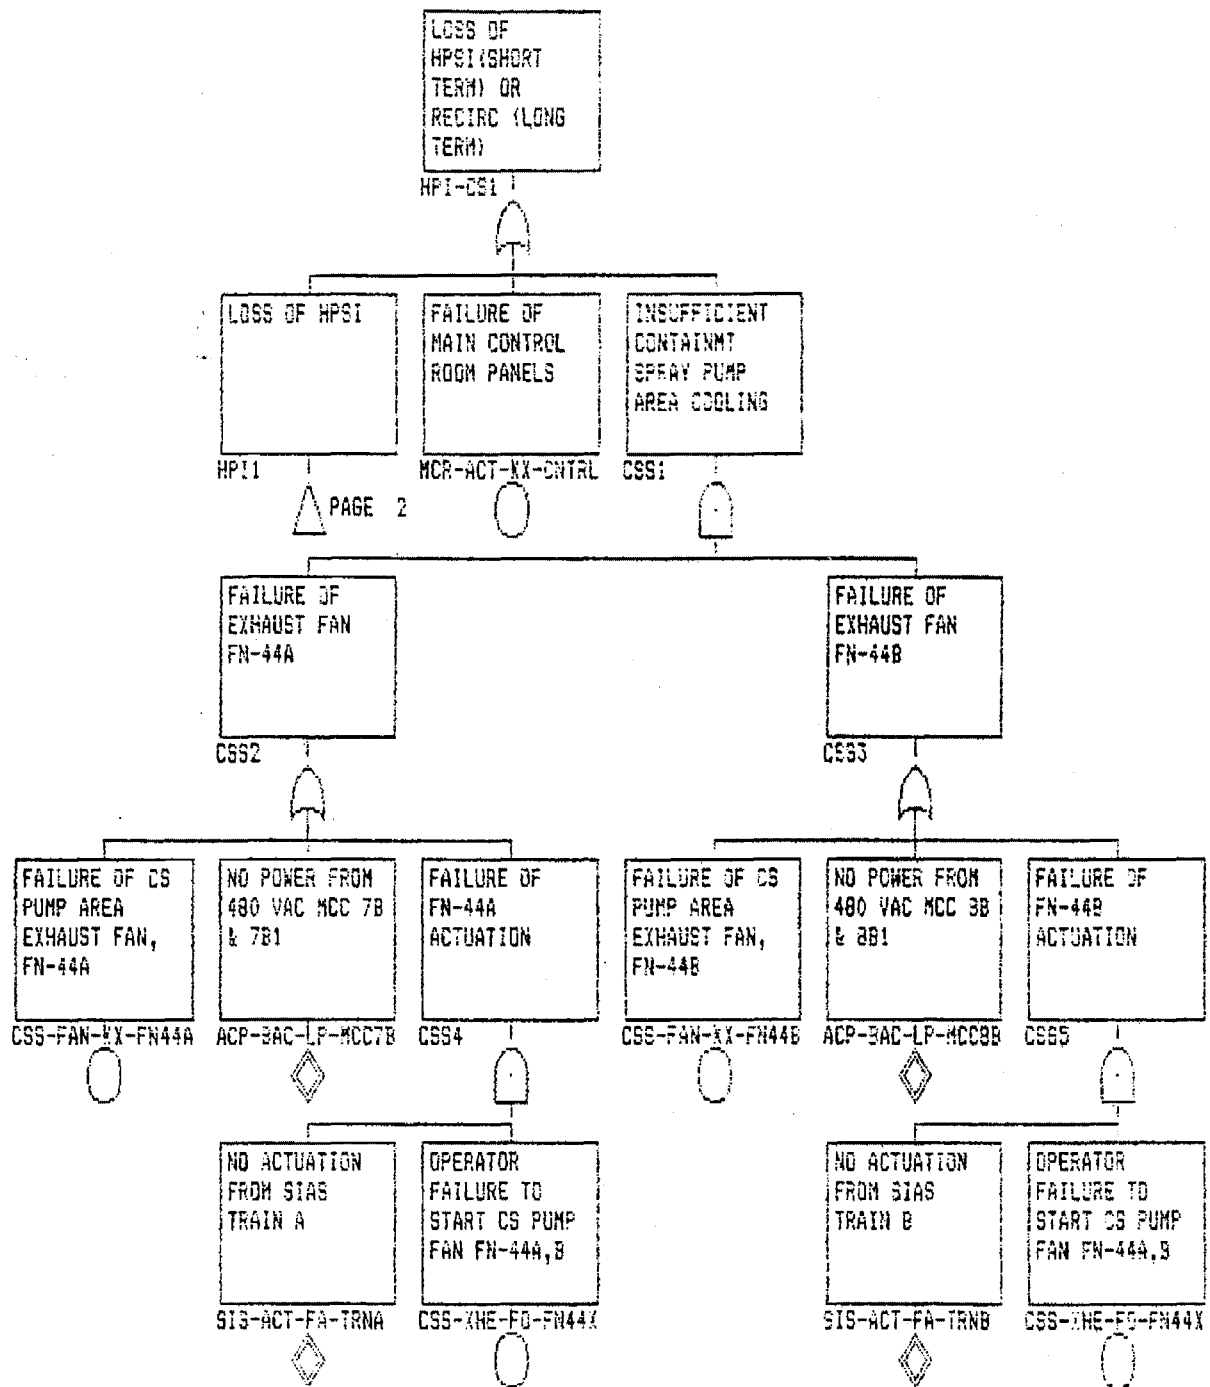 LOSS OF
HPSI(SHORT
TERM) OR
RECIRC (LONG
TERM)
HPI-CS1
LOSS OF HPSI
HPI1
PAGE 2
FAILURE OF
MAIN CONTROL
ROOM PANELS
MCR-ACT-XX-CNTRL
INSUFFICIENT
CONTAINMT
SPRAY PUMP
AREA COOLING
CSS1
FAILURE OF
EXHAUST FAN
FN-44A
CSS2
FAILURE OF
EXHAUST FAN
FN-44B
CSS3
FAILURE OF CS
PUMP AREA
EXHAUST FAN,
FN-44A
CSS-FAN-XX-FN44A
NO POWER FROM
480 VAC MCC 7B
& 7B1
ACP-BAC-LP-MCC7B
FAILURE OF
FN-44A
ACTUATION
CSS4
FAILURE OF CS
PUMP AREA
EXHAUST FAN,
FN-44B
CSS-FAN-XX-FN44B
NO POWER FROM
480 VAC MCC 8B
& 8B1
ACP-BAC-LP-MCC8B
FAILURE OF
FN-44B
ACTUATION
CSS5
NO ACTUATION
FROM SIAS
TRAIN A
SIS-ACT-FA-TRNA
OPERATOR
FAILURE TO
START CS PUMP
FAN FN-44A,B
CSS-XHE-FO-FN44X
NO ACTUATION
FROM SIAS
TRAIN B
SIS-ACT-FA-TRNB
OPERATOR
FAILURE TO
START CS PUMP
FAN FN-44A,B
CSS-XHE-FO-FN44X